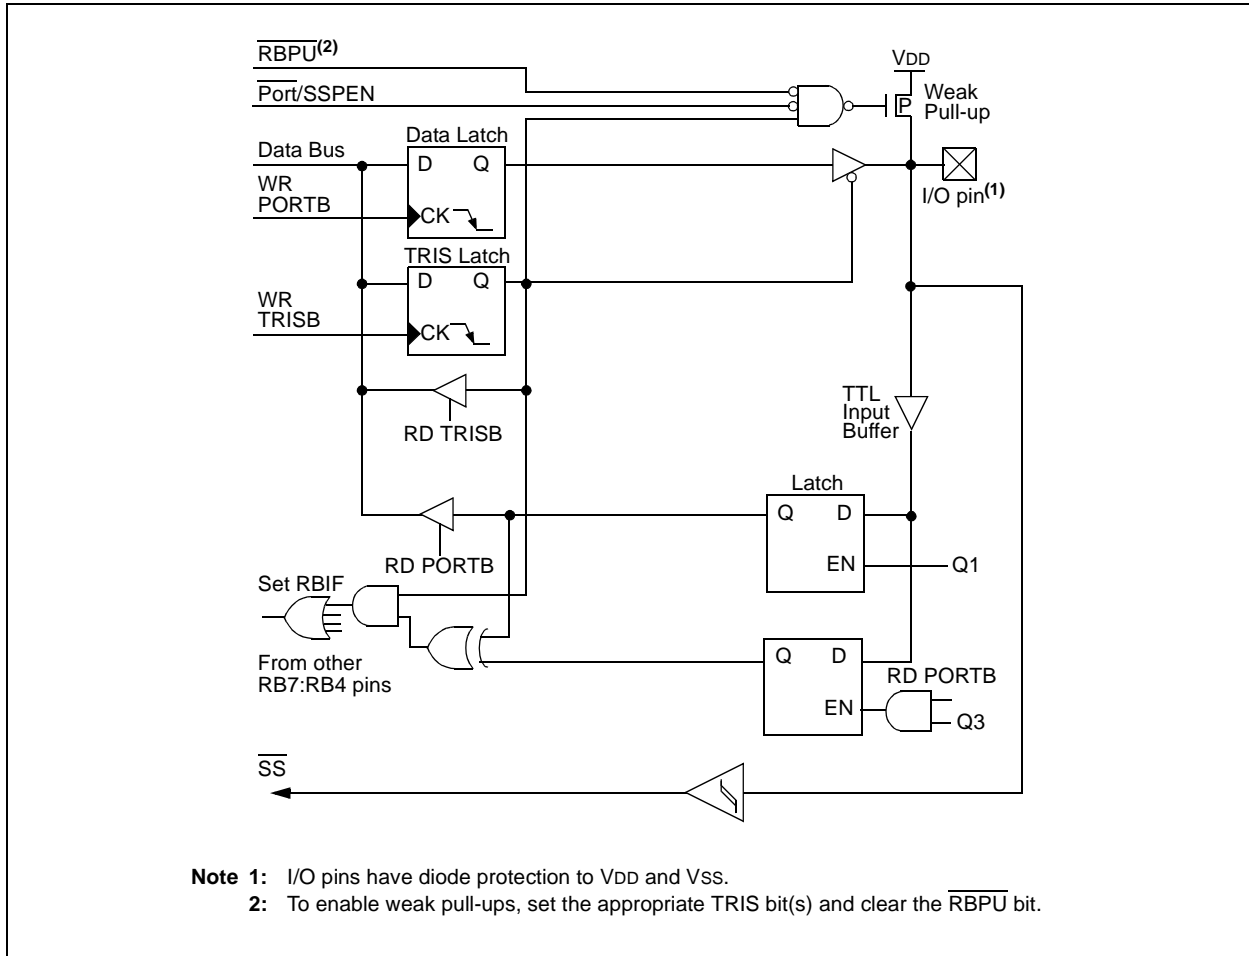 RBPU(2)
VDD
Port/SSPEN
Weak
Pull-up
P
Data Latch
Data Bus
D Q
WR
PORTB
CK
I/O pin(1)
TRIS Latch
D Q
WR
TRISB
CK
TTL
Input
Buffer
RD TRISB
Latch
Q D
EN
Q1
RD PORTB
Set RBIF
From other
RB7:RB4 pins
Q D
RD PORTB
EN
Q3
SS
Note 1: I/O pins have diode protection to VDD and VSS.
2: To enable weak pull-ups, set the appropriate TRIS bit(s) and clear the RBPU bit.